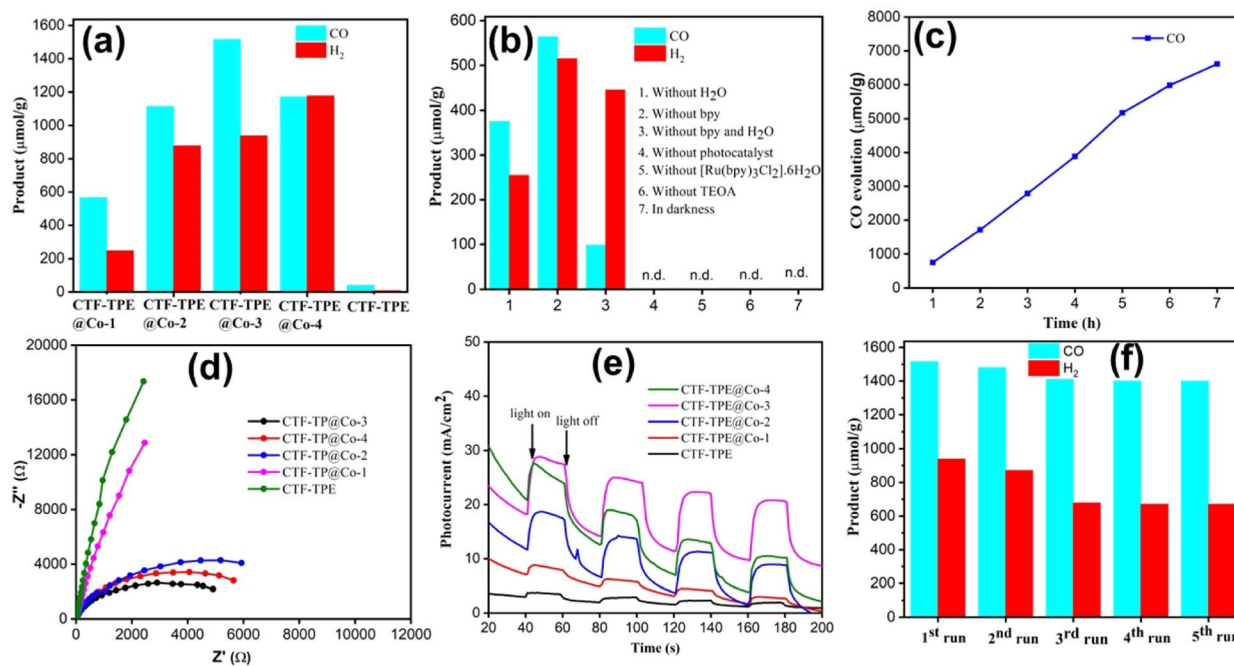 (a)
CO
H2
Product (μmol/g)
1600
1400
1200
1000
800
600
400
200
0
CTF-TPE CTF-TPE CTF-TPE CTF-TPE CTF-TPE
@Co-1 @Co-2 @Co-3 @Co-4
(b)
CO
H2
Product (μmol/g)
600
500
400
300
200
100
0
1. Without H2O
2. Without bpy
3. Without bpy and H2O
4. Without photocatalyst
5. Without [Ru(bpy)3Cl2].6H2O
6. Without TEOA
7. In darkness
n.d. n.d. n.d. n.d.
1 2 3 4 5 6 7
(c)
CO
CO evolution (μmol/g)
8000
7000
6000
5000
4000
3000
2000
1000
0
1 2 3 4 5 6 7
Time (h)
(d)
-Z'' (Ω)
20000
16000
12000
8000
4000
0
CTF-TP@Co-3
CTF-TP@Co-4
CTF-TP@Co-2
CTF-TP@Co-1
CTF-TPE
0 2000 4000 6000 8000 10000 12000
Z' (Ω)
(e)
Photocurrent (mA/cm2)
50
40
30
20
10
0
light on
light off
CTF-TPE@Co-4
CTF-TPE@Co-3
CTF-TPE@Co-2
CTF-TPE@Co-1
CTF-TPE
20 40 60 80 100 120 140 160 180 200
Time (s)
(f)
CO
H2
Product (μmol/g)
1600
1400
1200
1000
800
600
400
200
0
1st run 2nd run 3rd run 4th run 5th run